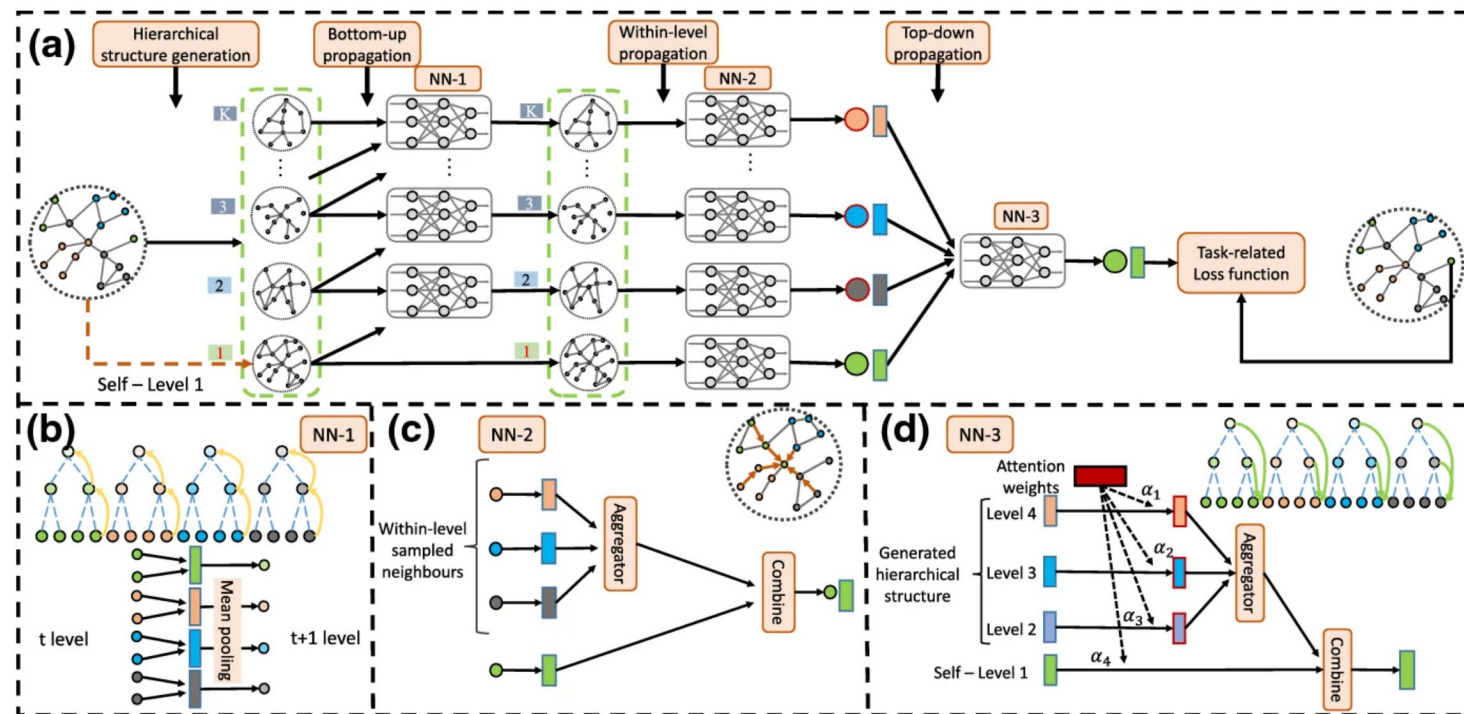 (a)
Hierarchical
structure generation
Bottom-up
propagation
NN-1
Within-level
propagation
NN-2
Top-down
propagation
K
K
3
3
2
2
1
1
Self – Level 1
NN-3
Task-related
Loss function
(b)
NN-1
t level
Mean pooling
t+1 level
(c)
NN-2
Within-level
sampled
neighbours
Aggregator
Combine
(d)
NN-3
Attention
weights
α1
Level 4
α2
Generated
hierarchical
structure
Level 3
Aggregator
α3
Level 2
α4
Self – Level 1
Combine